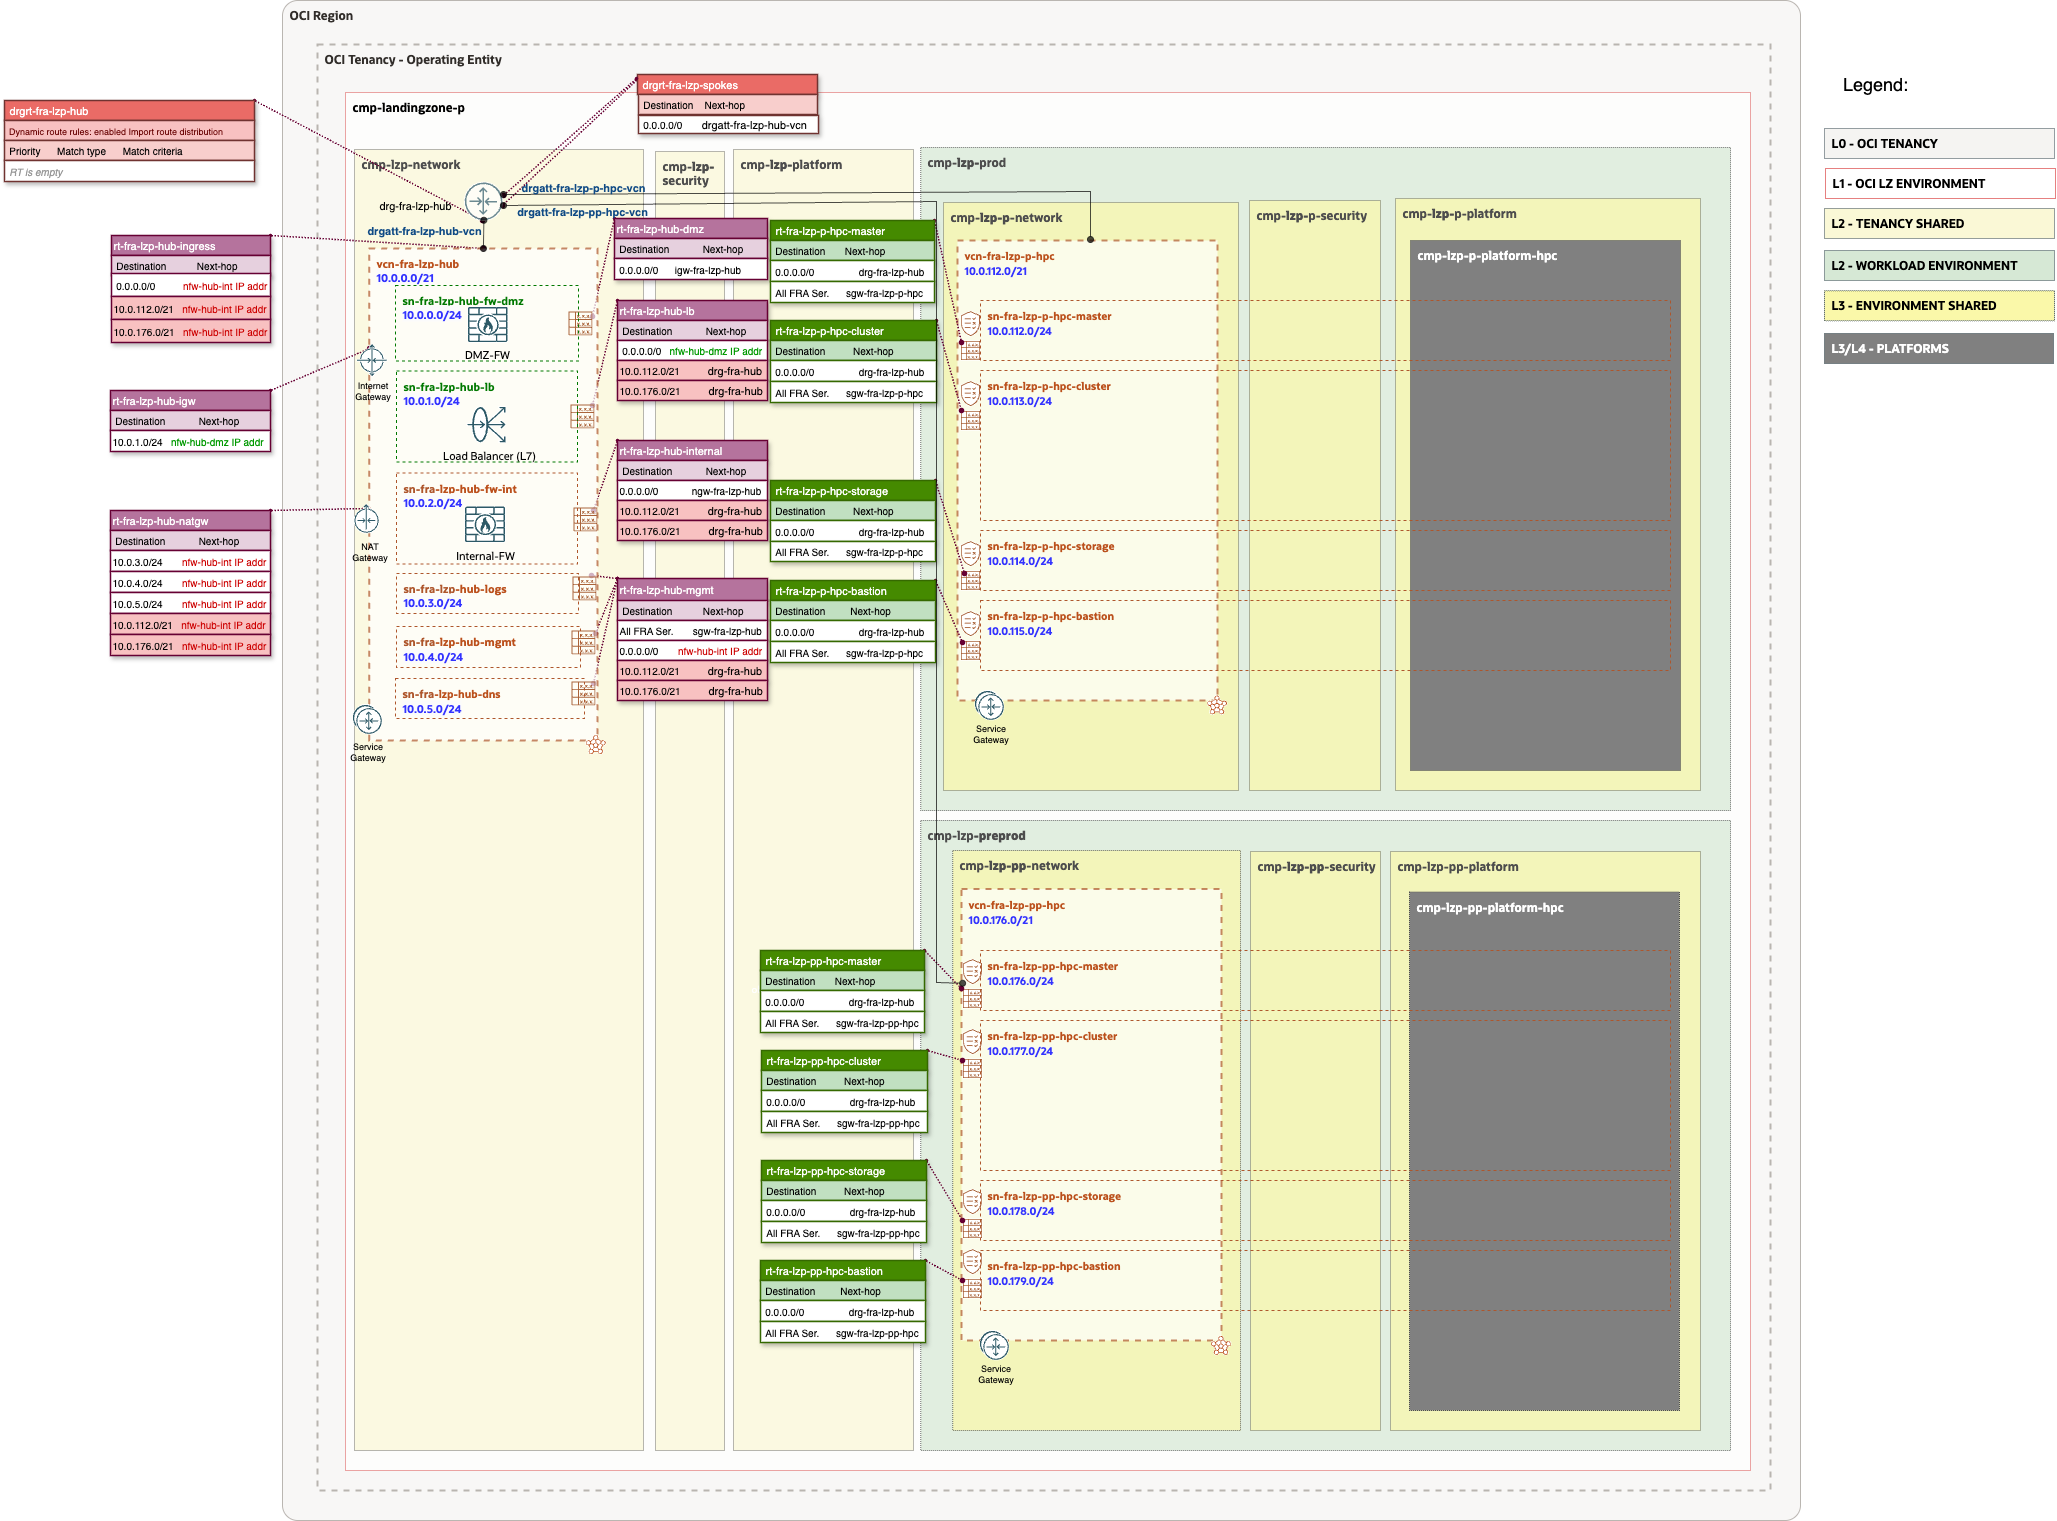 OCI Region
OCI Tenancy - Operating Entity
cmp-landingzone-p
drgrt-fra-lzp-hub
Dynamic route rules: enabled Import route distribution
Priority Match type Match criteria
RT is empty
drgrt-fra-lzp-spokes
Destination Next-hop
0.0.0.0/0 drgatt-fra-lzp-hub-vcn
Legend:
L0 - OCI TENANCY
L1 - OCI LZ ENVIRONMENT
L2 - TENANCY SHARED
L2 - WORKLOAD ENVIRONMENT
L3 - ENVIRONMENT SHARED
L3/L4 - PLATFORMS
cmp-lzp-network
cmp-lzp-
security
cmp-lzp-platform
drg-fra-lzp-hub
drgatt-fra-lzp-p-hpc-vcn
drgatt-fra-lzp-pp-hpc-vcn
drgatt-fra-lzp-hub-vcn
rt-fra-lzp-hub-ingress
Destination Next-hop
0.0.0.0/0 nfw-hub-int IP addr
10.0.112.0/21 nfw-hub-int IP addr
10.0.176.0/21 nfw-hub-int IP addr
rt-fra-lzp-hub-igw
Destination Next-hop
10.0.1.0/24 nfw-hub-dmz IP addr
rt-fra-lzp-hub-natgw
Destination Next-hop
10.0.3.0/24 nfw-hub-int IP addr
10.0.4.0/24 nfw-hub-int IP addr
10.0.5.0/24 nfw-hub-int IP addr
10.0.112.0/21 nfw-hub-int IP addr
10.0.176.0/21 nfw-hub-int IP addr
vcn-fra-lzp-hub
10.0.0.0/21
sn-fra-lzp-hub-fw-dmz
10.0.0.0/24
DMZ-FW
Internet
Gateway
sn-fra-lzp-hub-lb
10.0.1.0/24
Load Balancer (L7)
sn-fra-lzp-hub-fw-int
10.0.2.0/24
Internal-FW
NAT
Gateway
sn-fra-lzp-hub-logs
10.0.3.0/24
sn-fra-lzp-hub-mgmt
10.0.4.0/24
sn-fra-lzp-hub-dns
10.0.5.0/24
Service
Gateway
rt-fra-lzp-hub-dmz
Destination Next-hop
0.0.0.0/0 igw-fra-lzp-hub
rt-fra-lzp-hub-lb
Destination Next-hop
0.0.0.0/0 nfw-hub-dmz IP addr
10.0.112.0/21 drg-fra-hub
10.0.176.0/21 drg-fra-hub
rt-fra-lzp-hub-internal
Destination Next-hop
0.0.0.0/0 ngw-fra-lzp-hub
10.0.112.0/21 drg-fra-hub
10.0.176.0/21 drg-fra-hub
rt-fra-lzp-hub-mgmt
Destination Next-hop
All FRA Ser. sgw-fra-lzp-hub
0.0.0.0/0 nfw-hub-int IP addr
10.0.112.0/21 drg-fra-hub
10.0.176.0/21 drg-fra-hub
rt-fra-lzp-p-hpc-master
Destination Next-hop
0.0.0.0/0 drg-fra-lzp-hub
All FRA Ser. sgw-fra-lzp-p-hpc
rt-fra-lzp-p-hpc-cluster
Destination Next-hop
0.0.0.0/0 drg-fra-lzp-hub
All FRA Ser. sgw-fra-lzp-p-hpc
rt-fra-lzp-p-hpc-storage
Destination Next-hop
0.0.0.0/0 drg-fra-lzp-hub
All FRA Ser. sgw-fra-lzp-p-hpc
rt-fra-lzp-p-hpc-bastion
Destination Next-hop
0.0.0.0/0 drg-fra-lzp-hub
All FRA Ser. sgw-fra-lzp-p-hpc
cmp-lzp-prod
cmp-lzp-p-network
cmp-lzp-p-security
cmp-lzp-p-platform
cmp-lzp-p-platform-hpc
vcn-fra-lzp-p-hpc
10.0.112.0/21
sn-fra-lzp-p-hpc-master
10.0.112.0/24
sn-fra-lzp-p-hpc-cluster
10.0.113.0/24
sn-fra-lzp-p-hpc-storage
10.0.114.0/24
sn-fra-lzp-p-hpc-bastion
10.0.115.0/24
Service
Gateway
cmp-lzp-preprod
cmp-lzp-pp-network
cmp-lzp-pp-security
cmp-lzp-pp-platform
cmp-lzp-pp-platform-hpc
vcn-fra-lzp-pp-hpc
10.0.176.0/21
sn-fra-lzp-pp-hpc-master
10.0.176.0/24
sn-fra-lzp-pp-hpc-cluster
10.0.177.0/24
sn-fra-lzp-pp-hpc-storage
10.0.178.0/24
sn-fra-lzp-pp-hpc-bastion
10.0.179.0/24
Service
Gateway
rt-fra-lzp-pp-hpc-master
Destination Next-hop
0.0.0.0/0 drg-fra-lzp-hub
All FRA Ser. sgw-fra-lzp-pp-hpc
rt-fra-lzp-pp-hpc-cluster
Destination Next-hop
0.0.0.0/0 drg-fra-lzp-hub
All FRA Ser. sgw-fra-lzp-pp-hpc
rt-fra-lzp-pp-hpc-storage
Destination Next-hop
0.0.0.0/0 drg-fra-lzp-hub
All FRA Ser. sgw-fra-lzp-pp-hpc
rt-fra-lzp-pp-hpc-bastion
Destination Next-hop
0.0.0.0/0 drg-fra-lzp-hub
All FRA Ser. sgw-fra-lzp-pp-hpc